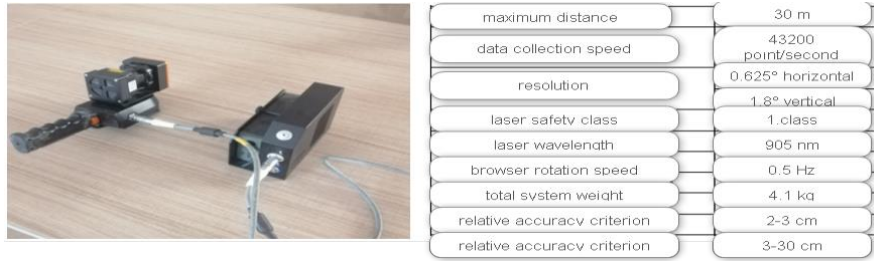 maximum distance 30 m
data collection speed 43200
point/second
resolution 0.625° horizontal
1.8° vertical
laser safety class 1.class
laser wavelength 905 nm
browser rotation speed 0.5 Hz
total system weight 4.1 kg
relative accuracy criterion 2-3 cm
relative accuracy criterion 3-30 cm